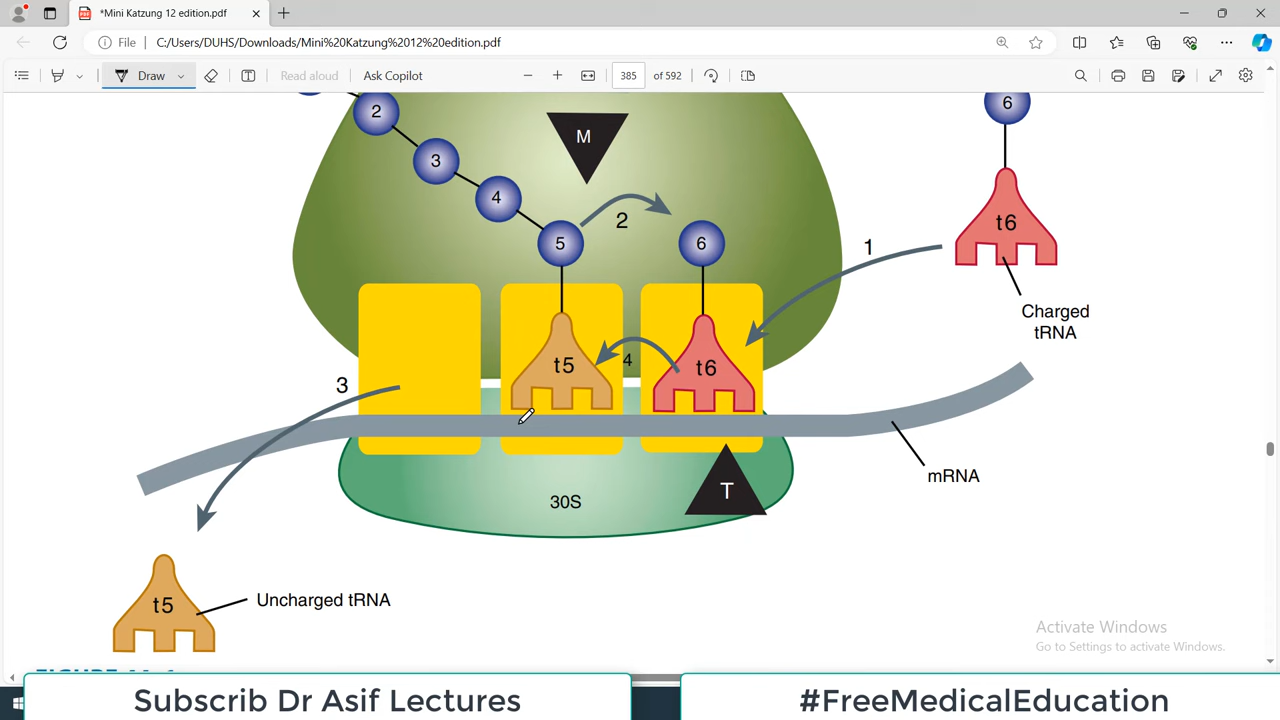 *Mini Katzung 12 edition.pdf
File C:/Users/DUHS/Downloads/Mini%20Katzung%2012%20edition.pdf
Draw Read aloud Ask Copilot 385 of 592
2
6
M
3
4
2
t6
5
6
1
Charged
tRNA
t5
4
t6
3
mRNA
T
30S
t5
Uncharged tRNA
Activate Windows
Go to Settings to activate Windows.
Subscrib Dr Asif Lectures
#FreeMedicalEducation